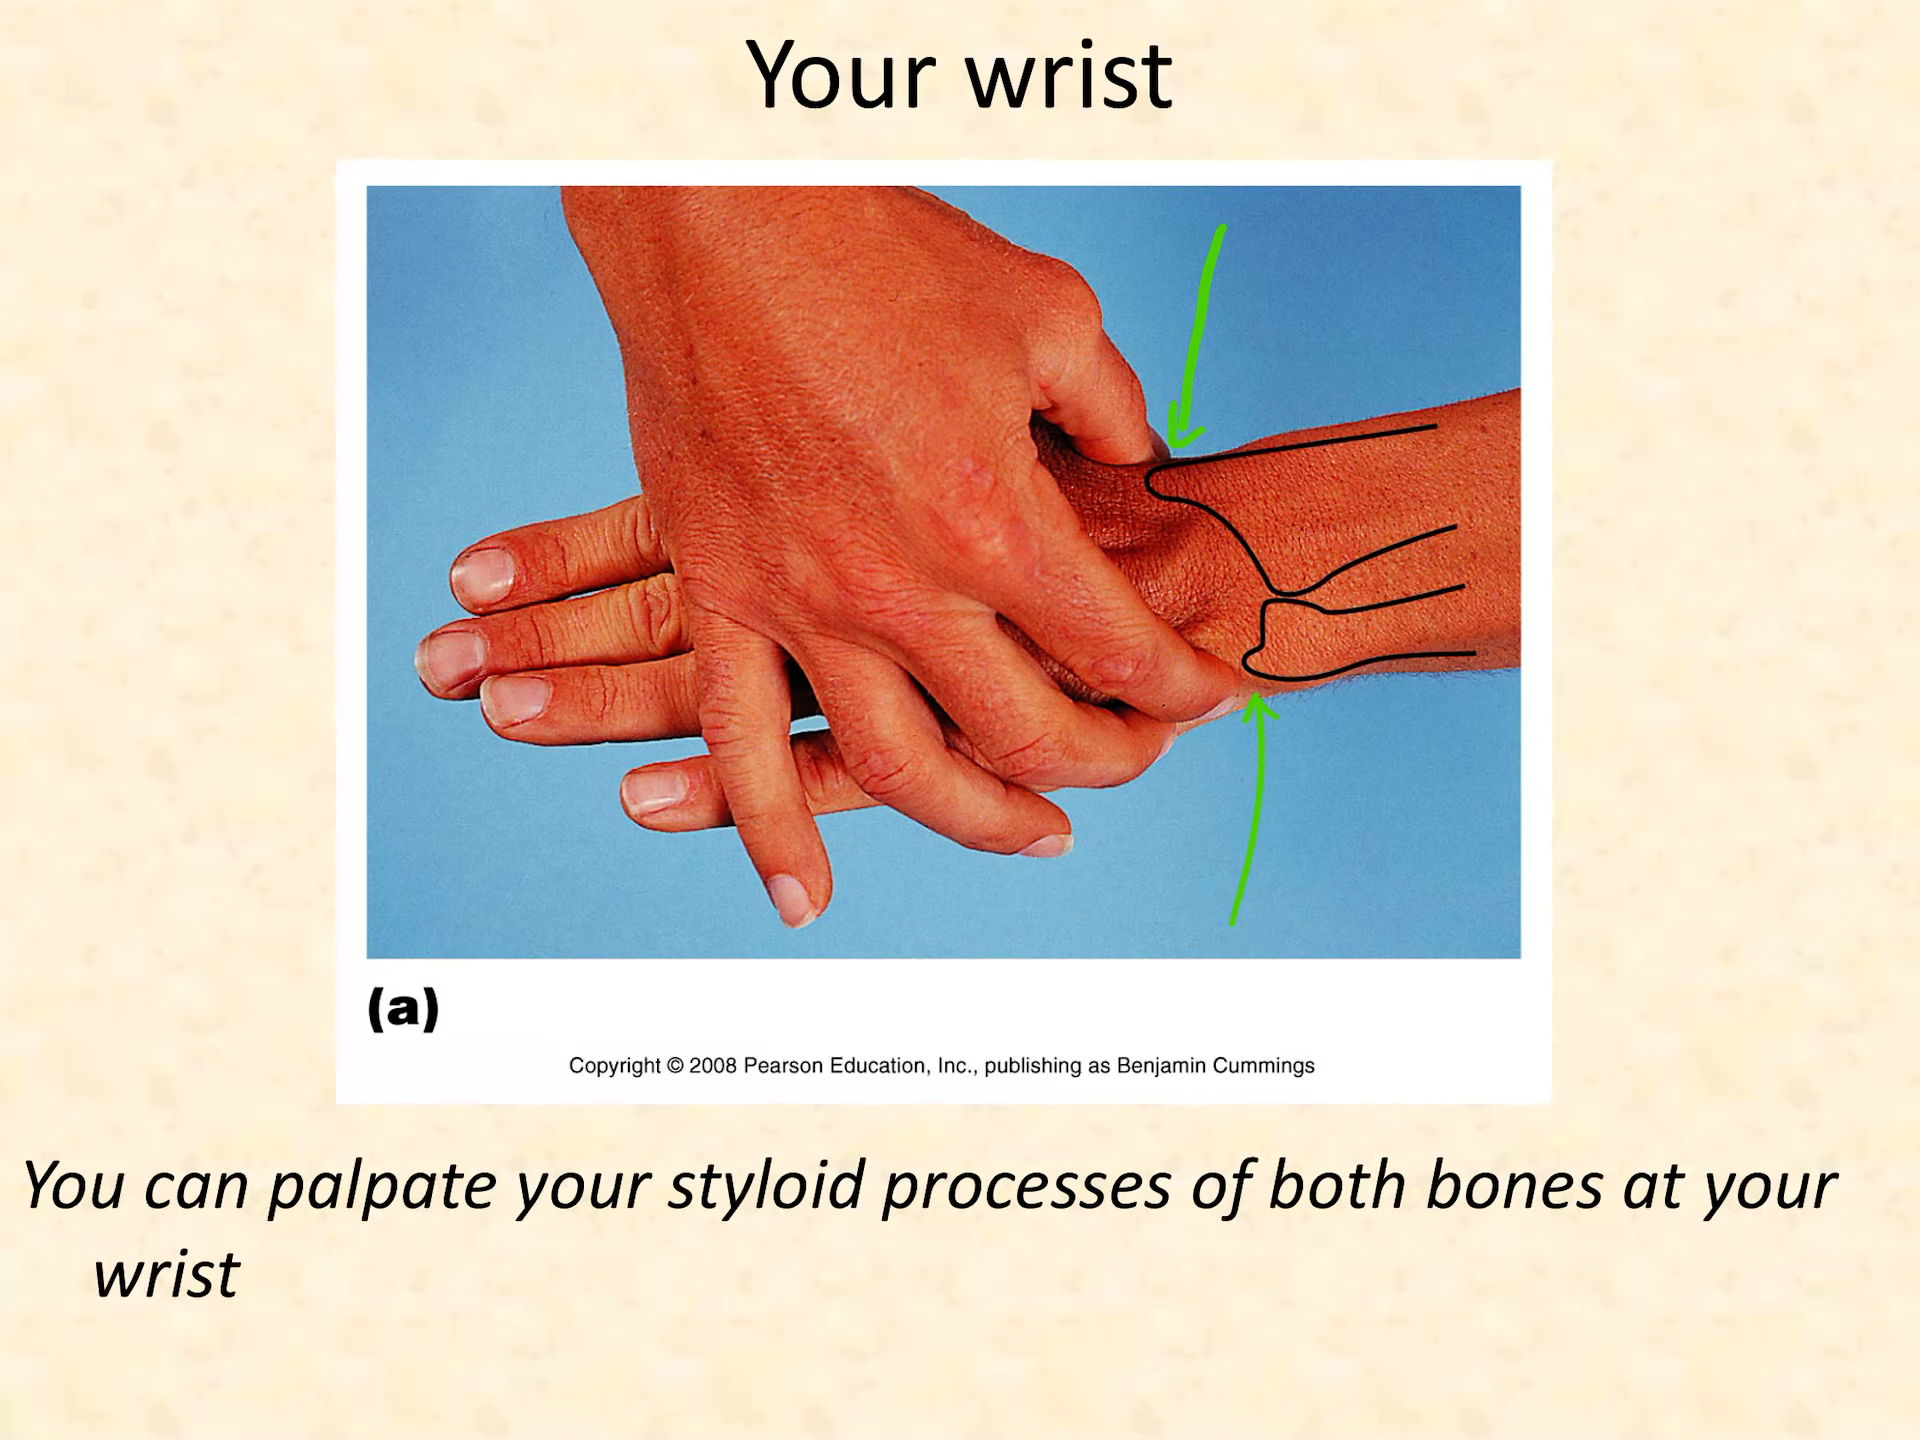 Your wrist
(a)
Copyright © 2008 Pearson Education, Inc., publishing as Benjamin Cummings
You can palpate your styloid processes of both bones at your
wrist